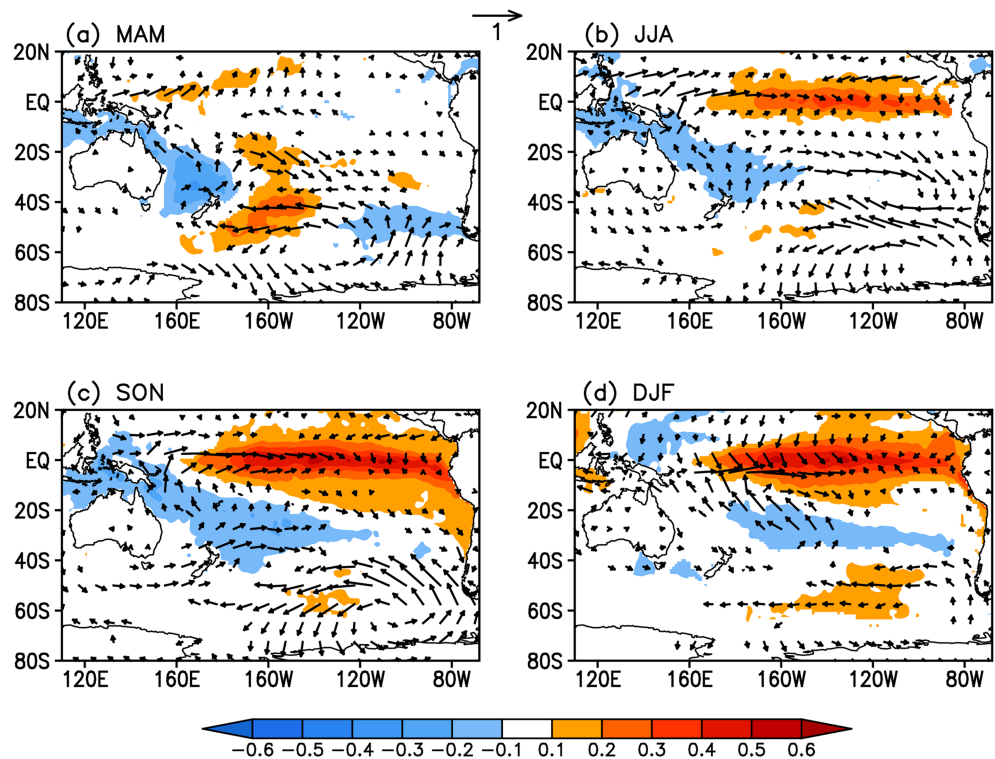 1
(a) MAM
(b) JJA
20N
EQ
20S
40S
60S
80S
120E 160E 160W 120W 80W
20N
EQ
20S
40S
60S
80S
120E 160E 160W 120W 80W
(c) SON
(d) DJF
20N
EQ
20S
40S
60S
80S
120E 160E 160W 120W 80W
20N
EQ
20S
40S
60S
80S
120E 160E 160W 120W 80W
−0.6 −0.5 −0.4 −0.3 −0.2 −0.1 0.1 0.2 0.3 0.4 0.5 0.6